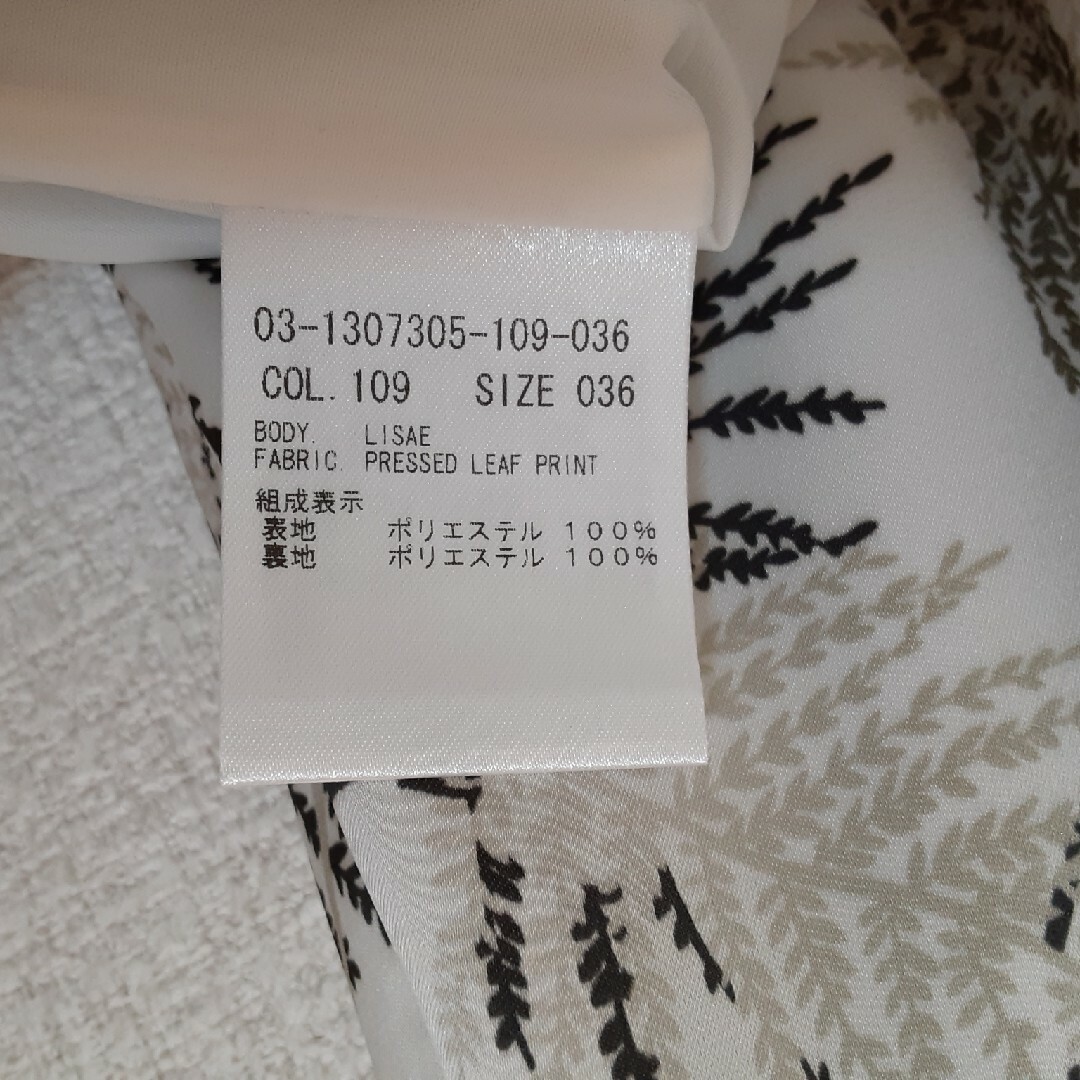 03-1307305-109-036
COL. 109 SIZE 036
BODY. LISAE
FABRIC. PRESSED LEAF PRINT
組成表示
表地 ポリエステル 100%
裏地 ポリエステル 100%